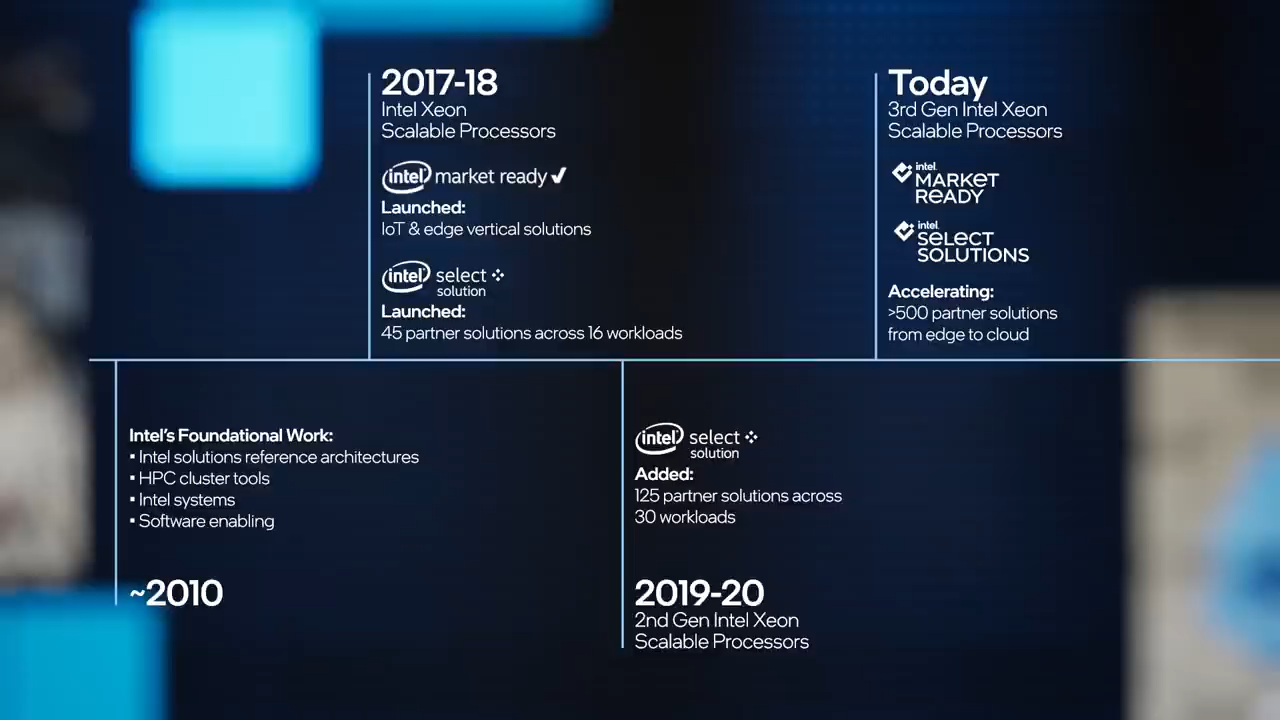 2017-18
Intel Xeon
Scalable Processors
intel market ready
Launched:
IoT & edge vertical solutions
intel select
solution
Launched:
45 partner solutions across 16 workloads
Today
3rd Gen Intel Xeon
Scalable Processors
intel.
MARKET
READY
intel.
SELECT
SOLUTIONS
Accelerating:
>500 partner solutions
from edge to cloud
Intel's Foundational Work:
▪ Intel solutions reference architectures
▪ HPC cluster tools
▪ Intel systems
▪ Software enabling
~2010
intel select
solution
Added:
125 partner solutions across
30 workloads
2019-20
2nd Gen Intel Xeon
Scalable Processors